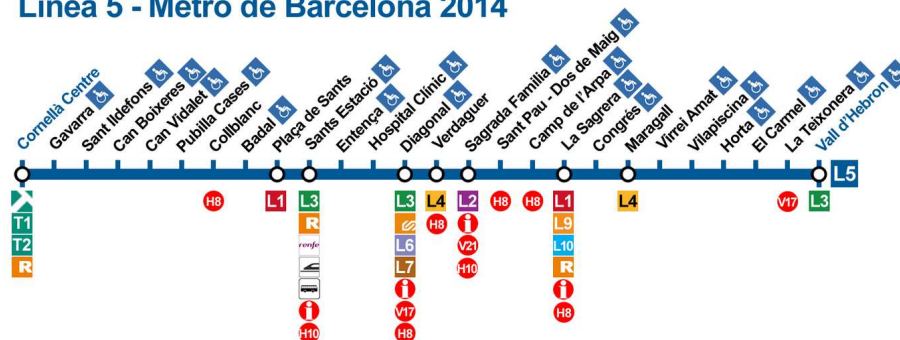 Línea 5 - Metro de Barcelona 2014
Cornellà Centre
Gavarra
Sant Ildefons
Can Boixeres
Can Vidalet
Pubilla Cases
Collblanc
Badal
Plaça de Sants
Sants Estació
Entença
Hospital Clínic
Diagonal
Verdaguer
Sagrada Família
Sant Pau - Dos de Maig
Camp de l'Arpa
La Sagrera
Congrés
Maragall
Virrei Amat
Vilapiscina
Horta
El Carmel
La Teixonera
Vall d'Hebron
L5
T1
T2
R
H8
L1
L3
R
renfe
i
H10
L3
L6
L7
i
V17
H8
L4
H8
L2
i
V21
H10
H8
H8
L1
L9
L10
R
i
H8
L4
V17
L3